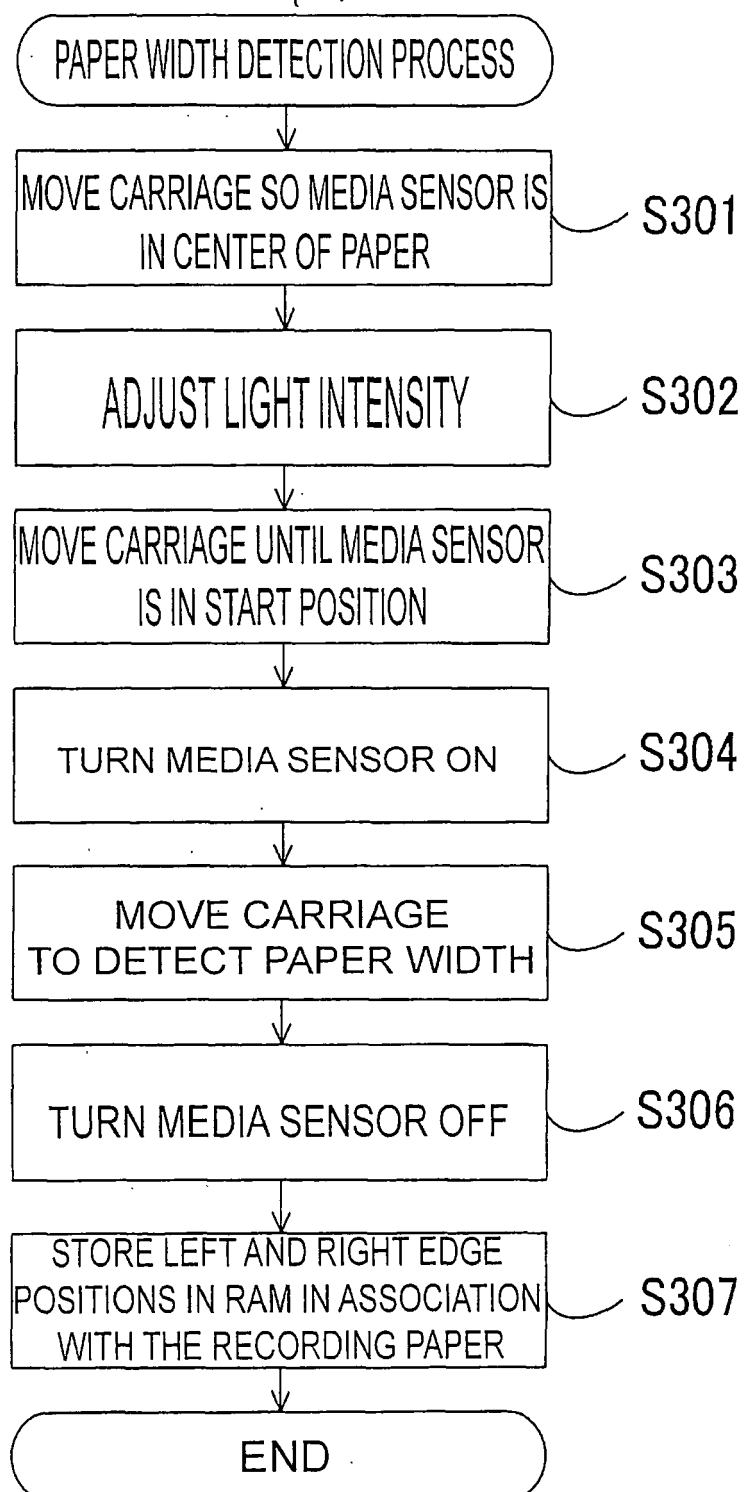 PAPER WIDTH DETECTION PROCESS
MOVE CARRIAGE SO MEDIA SENSOR IS
IN CENTER OF PAPER
S301
ADJUST LIGHT INTENSITY
S302
MOVE CARRIAGE UNTIL MEDIA SENSOR
IS IN START POSITION
S303
TURN MEDIA SENSOR ON
S304
MOVE CARRIAGE
TO DETECT PAPER WIDTH
S305
TURN MEDIA SENSOR OFF
S306
STORE LEFT AND RIGHT EDGE
POSITIONS IN RAM IN ASSOCIATION
WITH THE RECORDING PAPER
S307
END